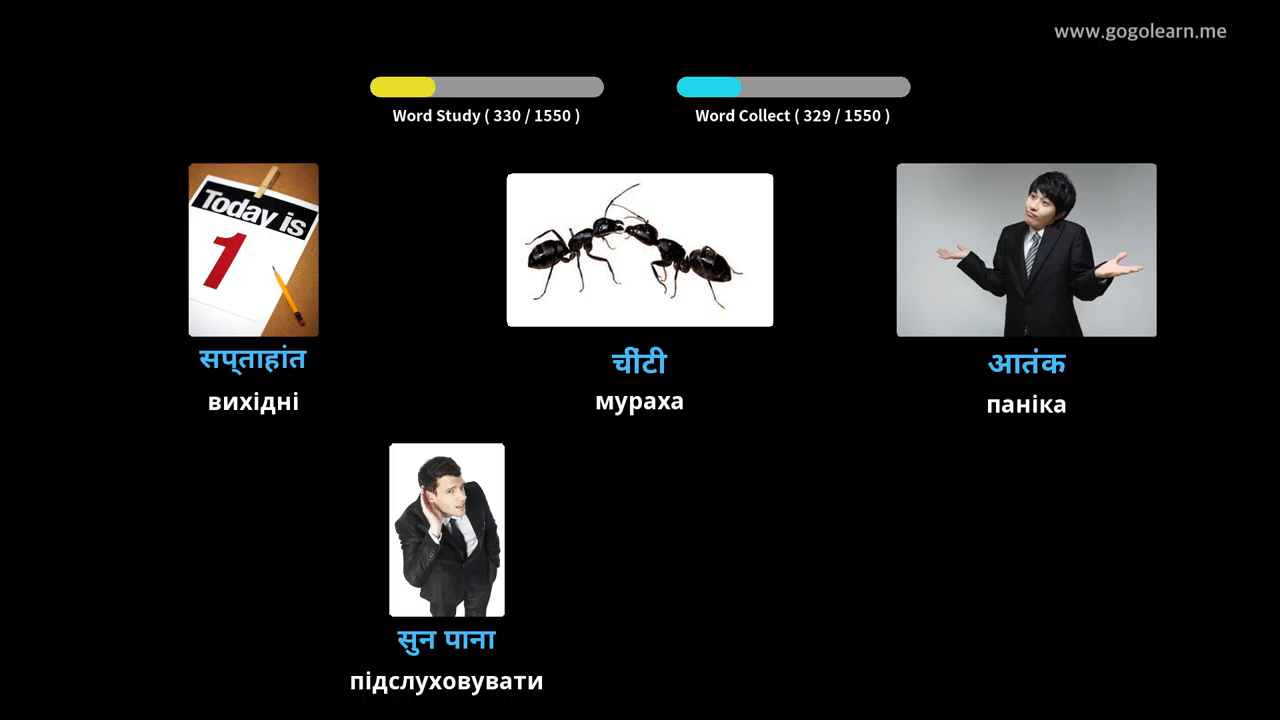 www.gogolearn.me
Word Study ( 330 / 1550 )
Word Collect ( 329 / 1550 )
Today is
1
सप्ताहांत
вихідні
चींटी
мураха
आतंक
паніка
सुन पाना
підслуховувати